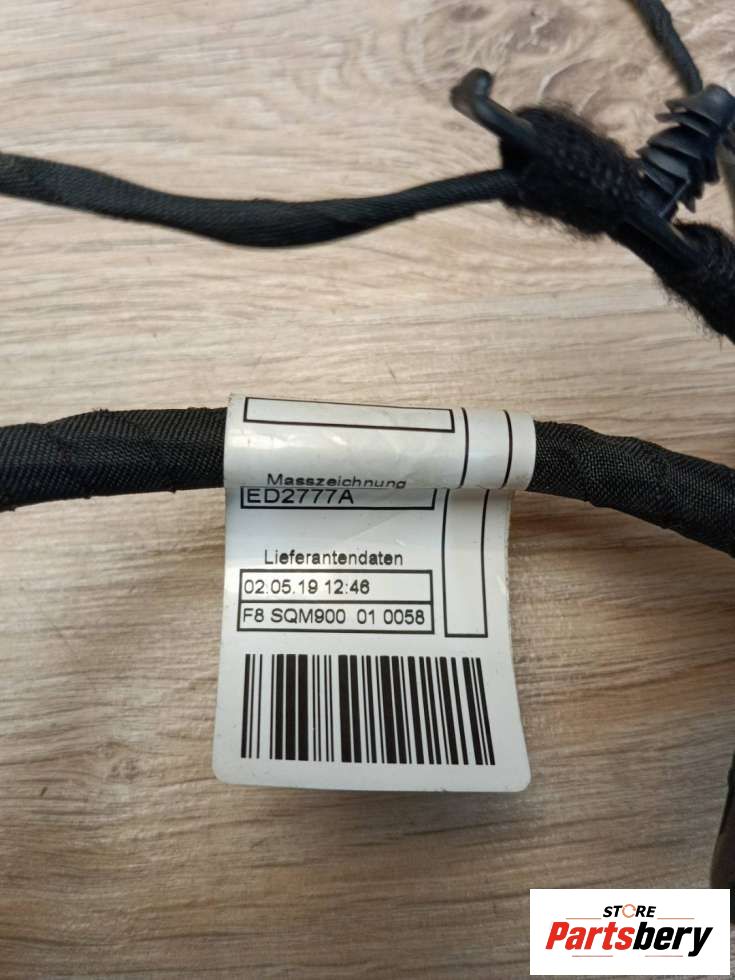 Masszeichnung
ED2777A
Lieferantendaten
02.05.19 12:46
F8 SQM900 01 0058
STORE
Partsbery